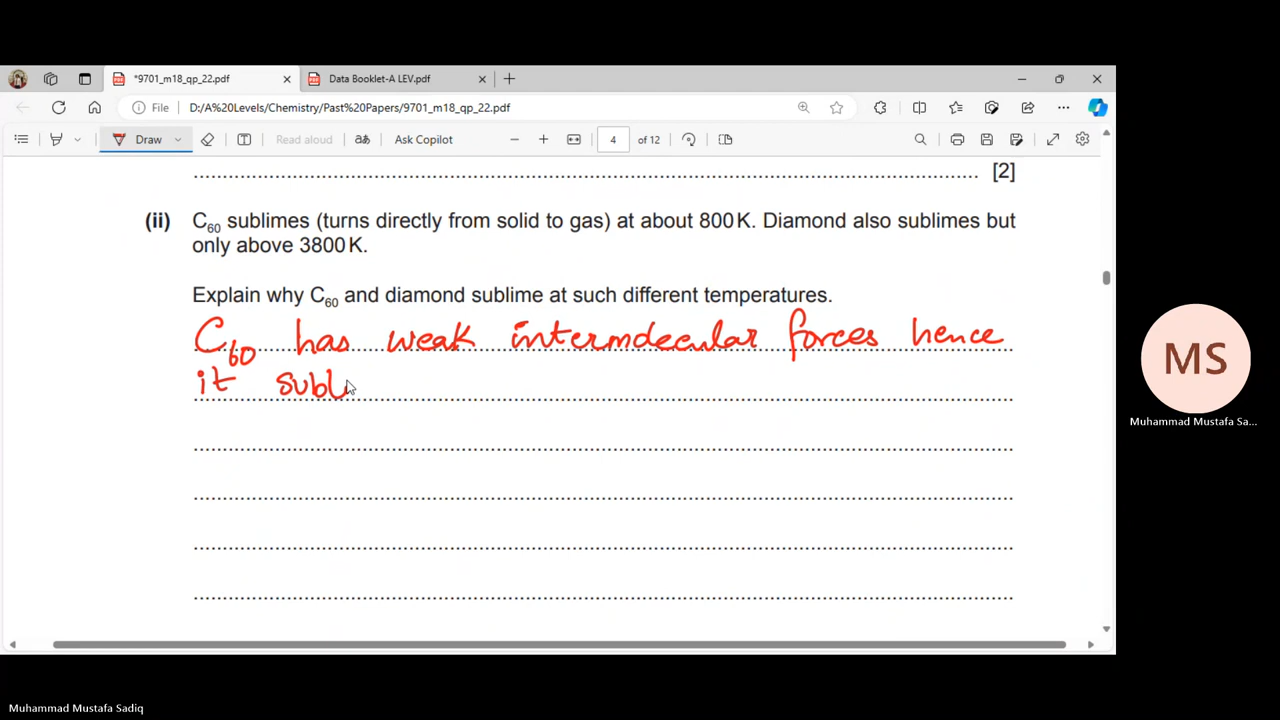 *9701_m18_qp_22.pdf
Data Booklet-A LEV.pdf
File
D:/A%20Levels/Chemistry/Past%20Papers/9701_m18_qp_22.pdf
Draw
Read aloud
aあ
Ask Copilot
4
of 12
[2]
(ii) C60 sublimes (turns directly from solid to gas) at about 800 K. Diamond also sublimes but
only above 3800 K.
Explain why C60 and diamond sublime at such different temperatures.
C60 has weak intermolecular forces hence
it subl
MS
Muhammad Mustafa Sa...
Muhammad Mustafa Sadiq